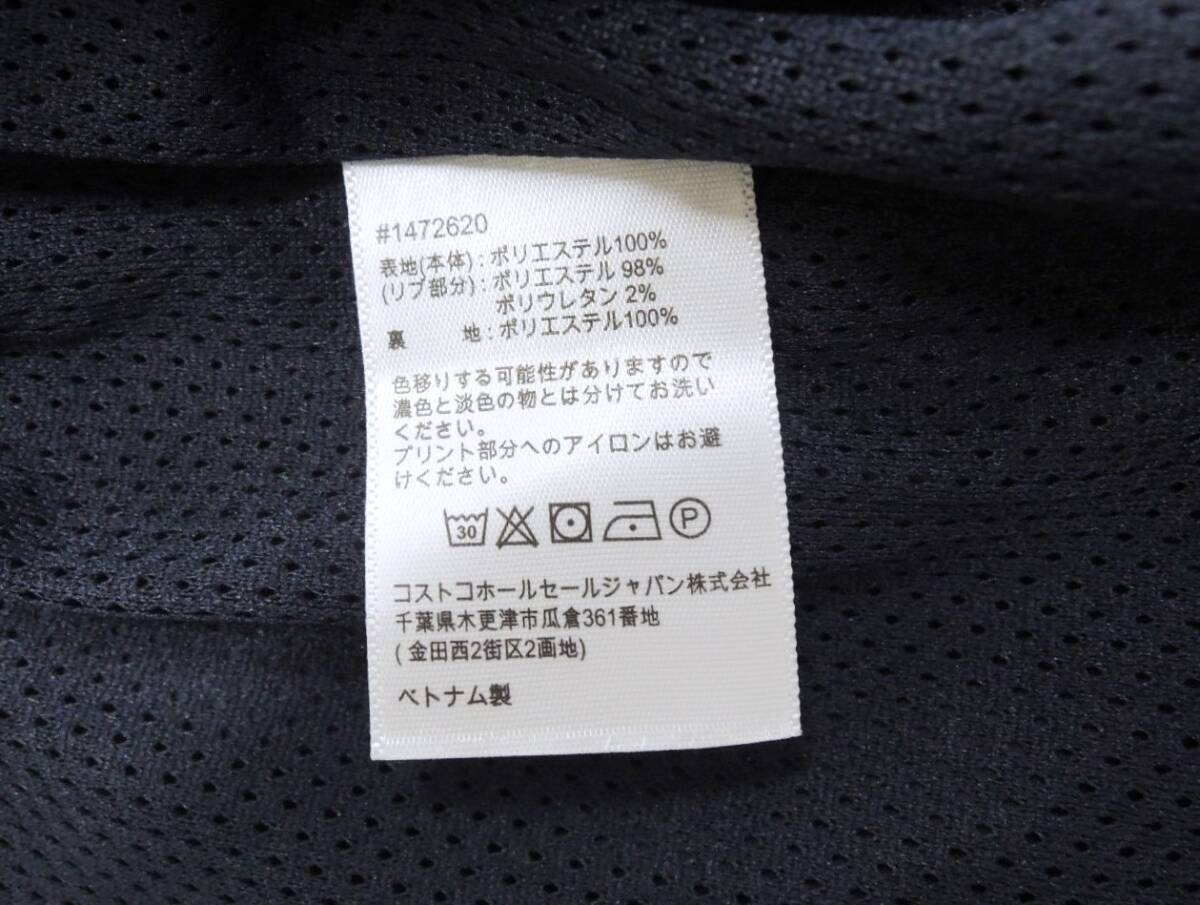 #1472620
表地(本体) : ポリエステル100%
(リブ部分) : ポリエステル 98%
ポリウレタン 2%
裏　　地 : ポリエステル100%
色移りする可能性がありますので
濃色と淡色の物とは分けてお洗い
ください。
プリント部分へのアイロンはお避
けください。
30 P
コストコホールセールジャパン株式会社
千葉県木更津市瓜倉361番地
( 金田西2街区2画地)
ベトナム製